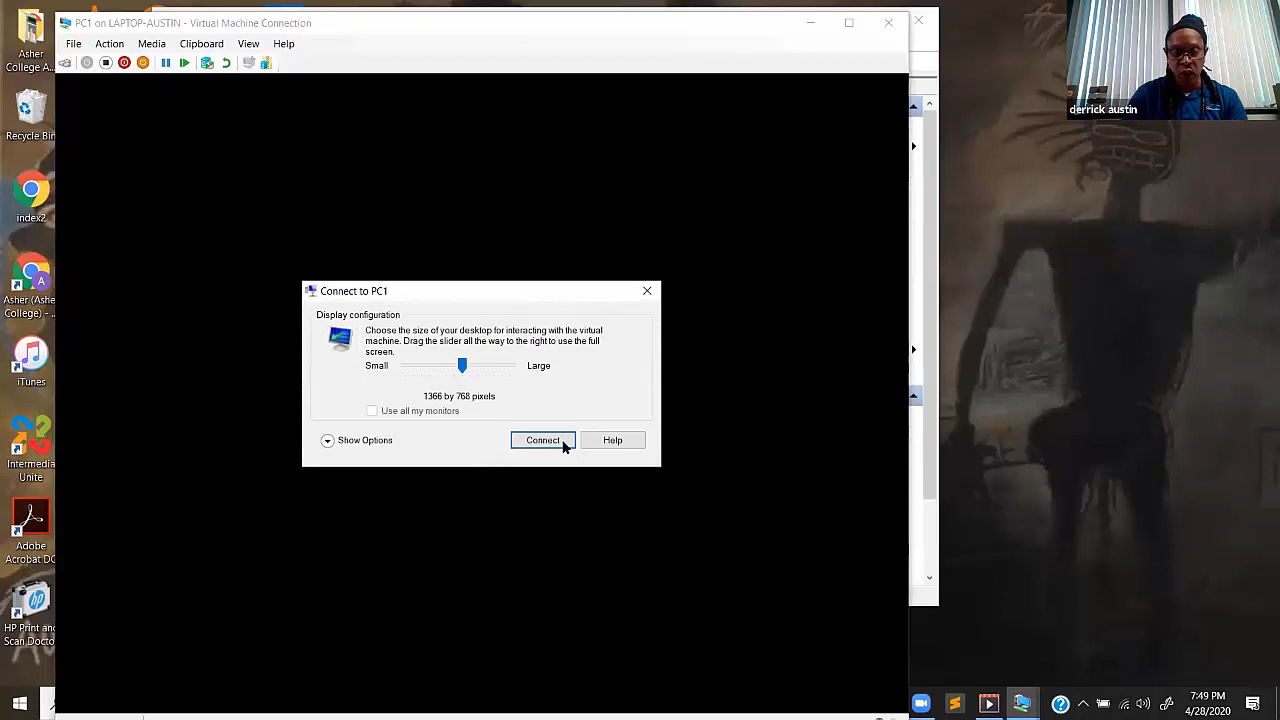 PC1 on LAPTOP-AUSTIN - Virtual Machine Connection
File Action Media Clipboard View Help
Asher
College A...
Recycle Bin
index2
Asher (Ashe...
College) - ...
iTunes
Intermedia
Unite
Adobe
Acrobat DC
HP Print and
Scan Docto
derrick austin
Connect to PC1
Display configuration
Choose the size of your desktop for interacting with the virtual
machine. Drag the slider all the way to the right to use the full
screen.
Small Large
1366 by 768 pixels
Use all my monitors
Show Options Connect Help
7:49 PM
4/28/2020